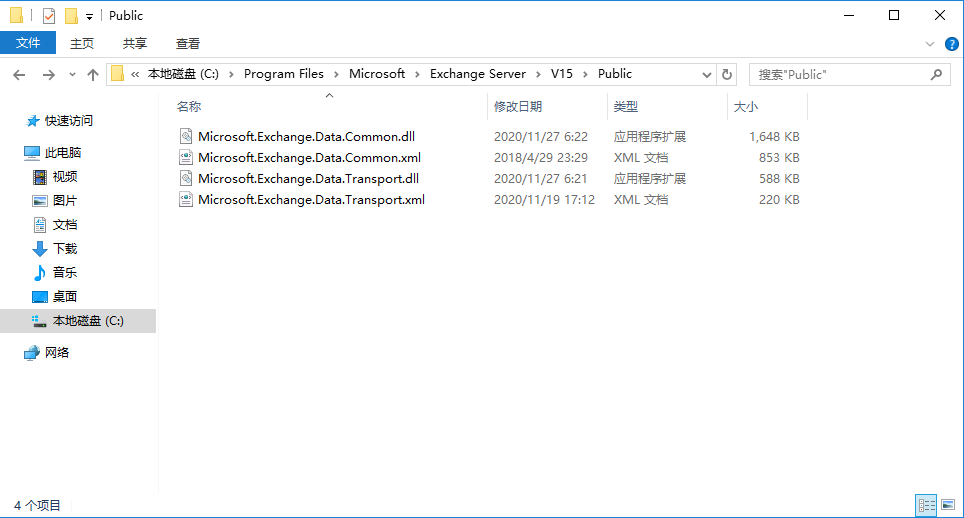 Public
文件 主页 共享 查看
« 本地磁盘 (C:) › Program Files › Microsoft › Exchange Server › V15 › Public 搜索"Public"
名称 修改日期 类型 大小
快速访问
此电脑
视频
图片
文档
下载
音乐
桌面
本地磁盘 (C:)
网络
Microsoft.Exchange.Data.Common.dll 2020/11/27 6:22 应用程序扩展 1,648 KB
Microsoft.Exchange.Data.Common.xml 2018/4/29 23:29 XML 文档 853 KB
Microsoft.Exchange.Data.Transport.dll 2020/11/27 6:21 应用程序扩展 588 KB
Microsoft.Exchange.Data.Transport.xml 2020/11/19 17:12 XML 文档 220 KB
4 个项目